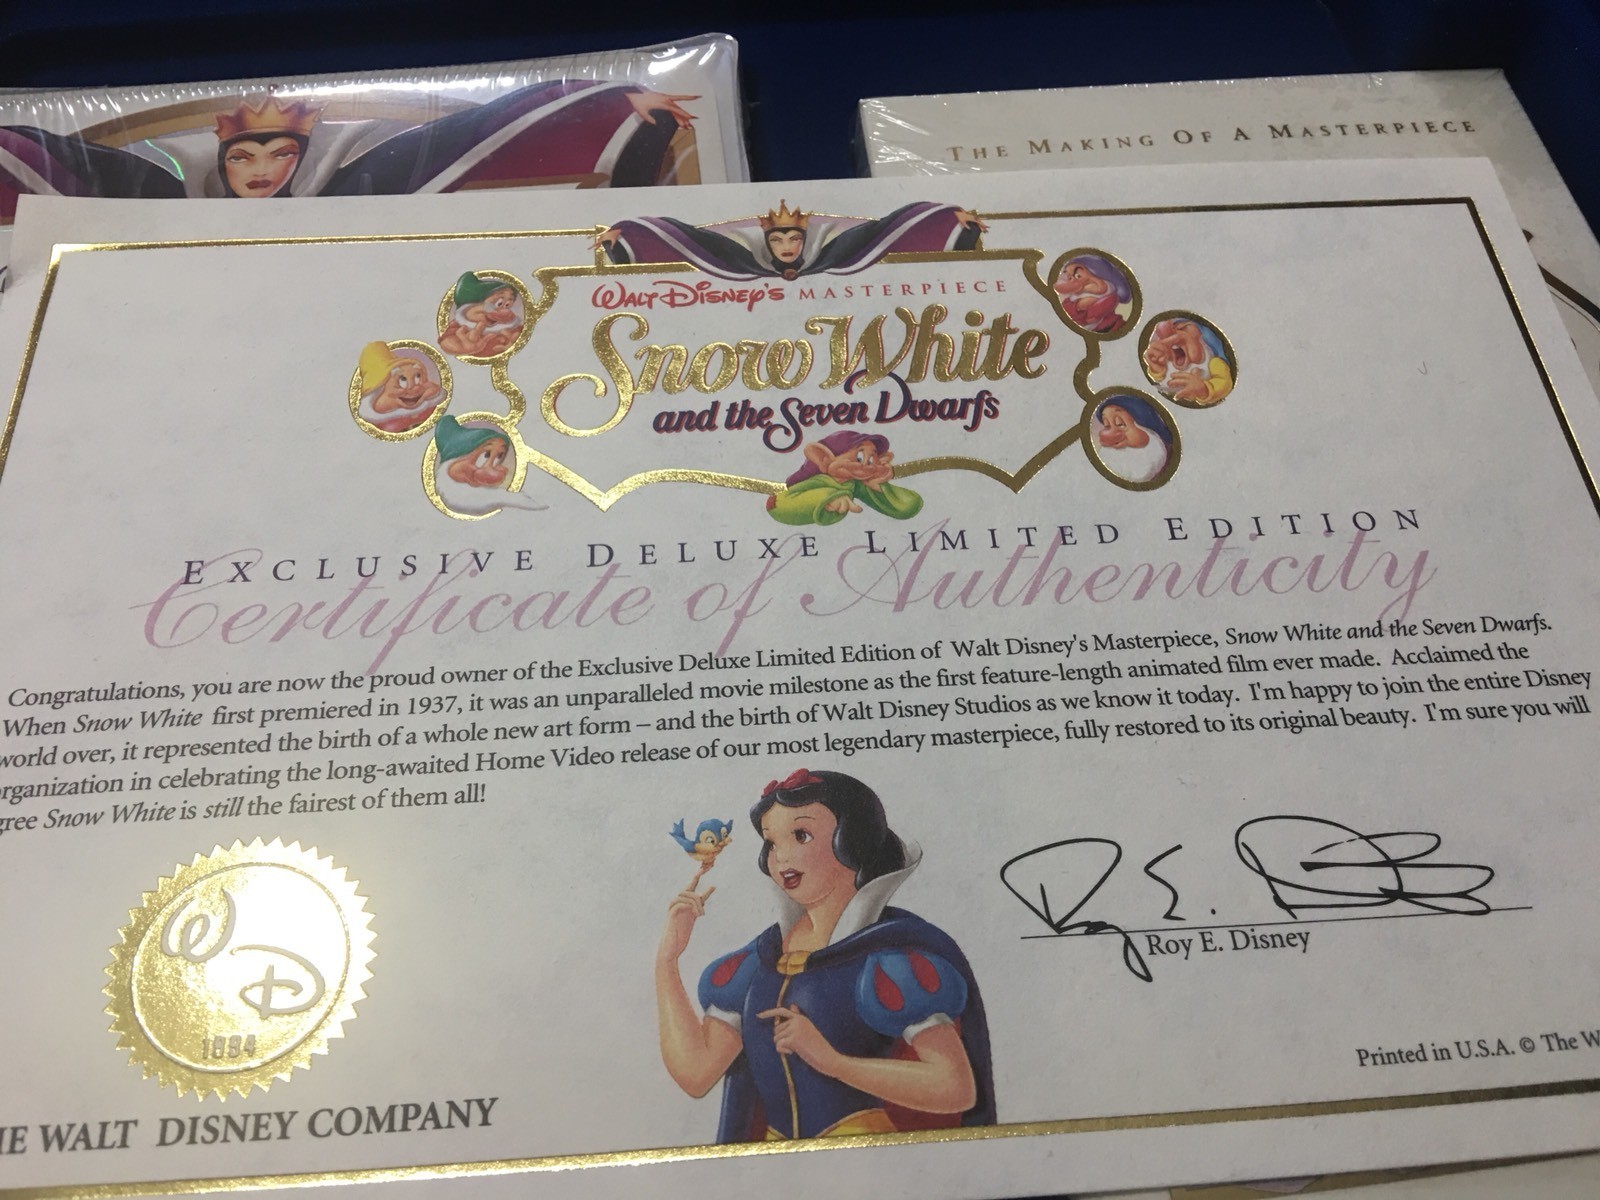 THE MAKING OF A MASTERPIECE
WALT DISNEY'S MASTERPIECE
Snow White
and the Seven Dwarfs
EXCLUSIVE DELUXE LIMITED EDITION
Certificate of Authenticity
Congratulations, you are now the proud owner of the Exclusive Deluxe Limited Edition of Walt Disney's Masterpiece, Snow White and the Seven Dwarfs.
When Snow White first premiered in 1937, it was an unparalleled movie milestone as the first feature-length animated film ever made. Acclaimed the
world over, it represented the birth of a whole new art form – and the birth of Walt Disney Studios as we know it today. I'm happy to join the entire Disney
rganization in celebrating the long-awaited Home Video release of our most legendary masterpiece, fully restored to its original beauty. I'm sure you will
gree Snow White is still the fairest of them all!
W
D
1994
Roy E. Disney
Roy E. Disney
Printed in U.S.A. © The W
HE WALT DISNEY COMPANY